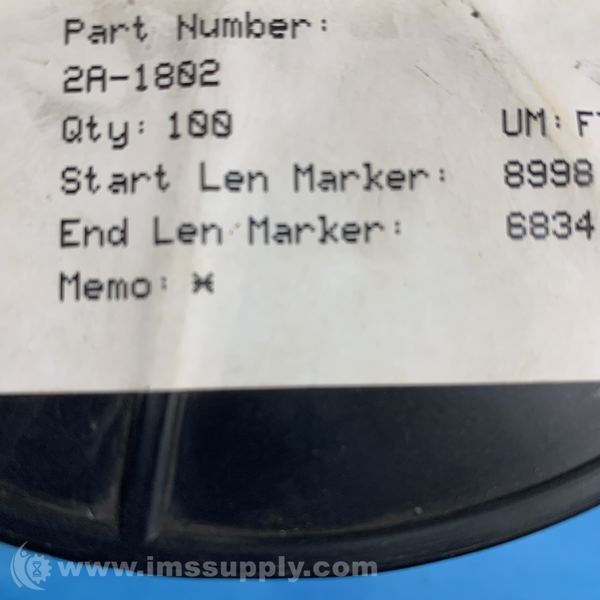 Part Number:
2A-1802
Qty: 100 UM: F
Start Len Marker: 8998
End Len Marker: 6834
Memo: *
www.imssupply.com